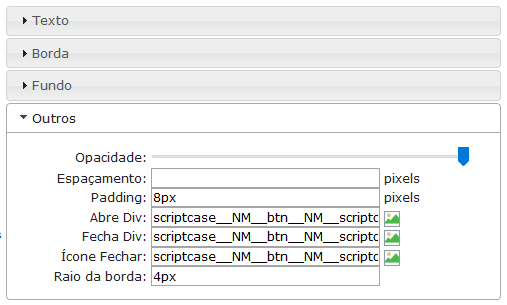 Texto
Borda
Fundo
Outros
Opacidade:
Espaçamento: pixels
Padding: 8px pixels
Abre Div: scriptcase__NM__btn__NM__scriptc
Fecha Div: scriptcase__NM__btn__NM__scriptc
Ícone Fechar: scriptcase__NM__btn__NM__scriptc
Raio da borda: 4px